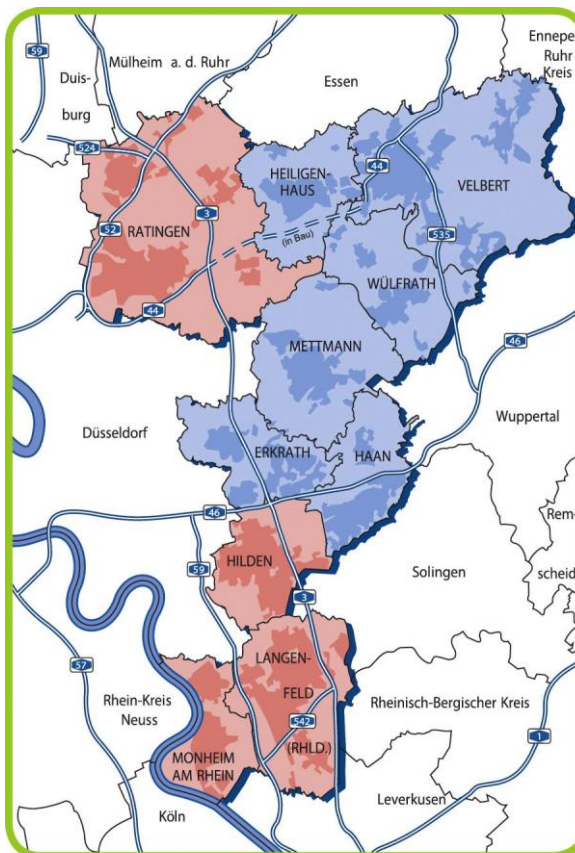 59
Duis-
burg
Mülheim a. d. Ruhr
Essen
Ennepe
Ruhr
Kreis
524
52
3
RATINGEN
44
HEILIGEN-
HAUS
(in Bau)
44
VELBERT
535
WÜLFRATH
METTMANN
46
Düsseldorf
Wuppertal
ERKRATH
HAAN
46
59
HILDEN
Solingen
Rem-
scheid
3
57
Rhein-Kreis
Neuss
LANGEN-
FELD
542
(RHLD.)
MONHEIM
AM RHEIN
Rheinisch-Bergischer Kreis
1
Leverkusen
Köln